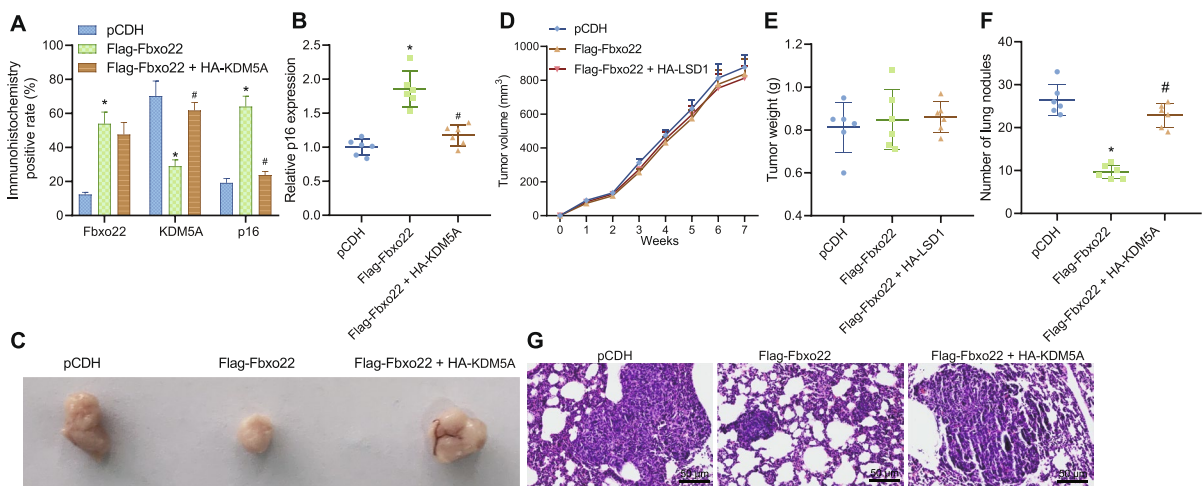 A
pCDH
Flag-Fbxo22
Flag-Fbxo22 + HA-KDM5A
Immunohistochemistry
positive rate (%)
100
80
60
40
20
0
*
*
#
*
#
Fbxo22
KDM5A
p16
B
Relative p16 expression
2.5
2.0
1.5
1.0
0.5
0.0
*
#
pCDH
Flag-Fbxo22
Flag-Fbxo22 + HA-KDM5A
D
pCDH
Flag-Fbxo22
Flag-Fbxo22 + HA-LSD1
Tumor volume (mm³)
1000
800
600
400
200
0
0 1 2 3 4 5 6 7
Weeks
E
Tumor weight (g)
1.2
1.0
0.8
0.6
0.4
pCDH
Flag-Fbxo22
Flag-Fbxo22 + HA-LSD1
F
Number of lung nodules
40
30
20
10
0
*
#
pCDH
Flag-Fbxo22
Flag-Fbxo22 + HA-KDM5A
C
pCDH
Flag-Fbxo22
Flag-Fbxo22 + HA-KDM5A
G
pCDH
Flag-Fbxo22
Flag-Fbxo22 + HA-KDM5A
50 μm
50 μm
50 μm